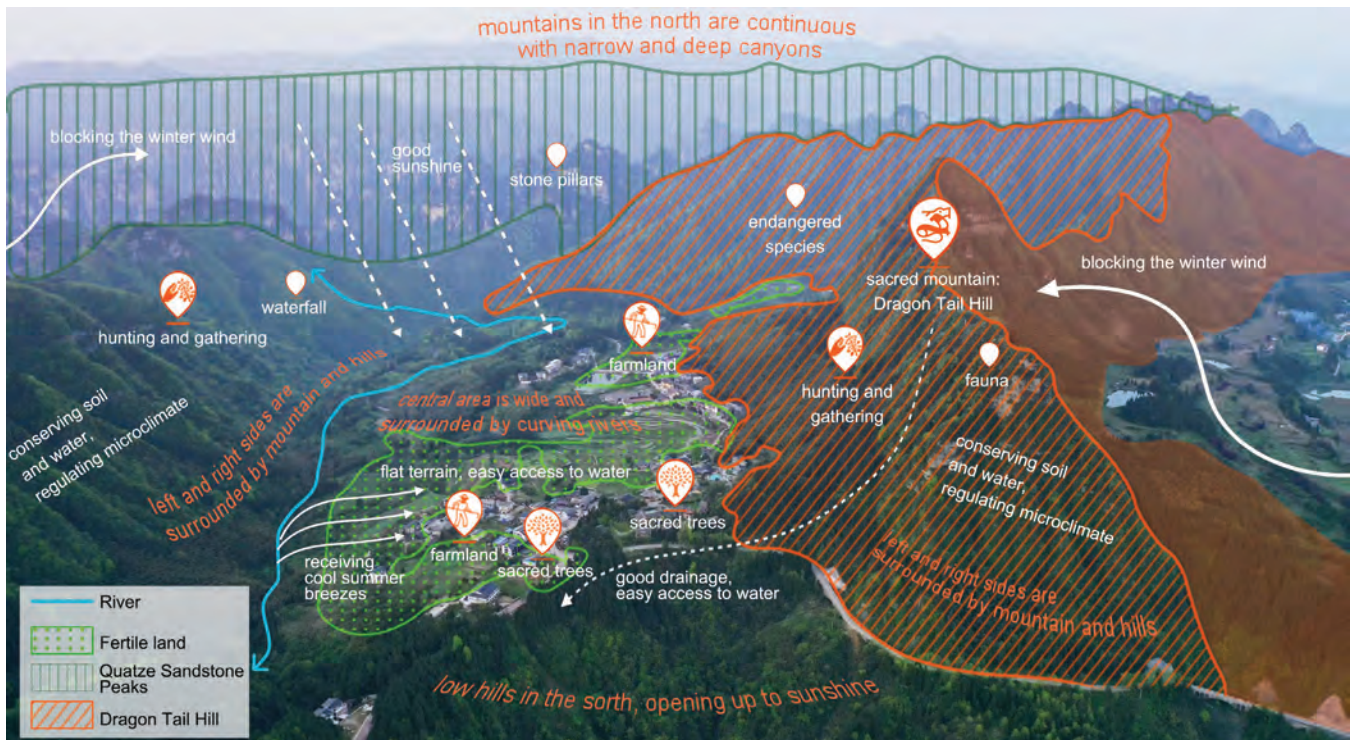 mountains in the north are continuous
with narrow and deep canyons
blocking the winter wind
good
sunshine
stone pillars
endangered
species
sacred mountain:
Dragon Tail Hill
blocking the winter wind
waterfall
hunting and gathering
farmland
hunting and
gathering
fauna
central area is wide and
surrounded by curving rivers
conserving soil
and water,
regulating microclimate
left and right sides are
surrounded by mountain and hills
flat terrain, easy access to water
sacred trees
conserving soil
and water,
regulating microclimate
farmland
sacred trees
receiving
cool summer
breezes
good drainage,
easy access to water
left and right sides are
surrounded by mountain and hills
low hills in the sorth, opening up to sunshine
River
Fertile land
Quatze Sandstone
Peaks
Dragon Tail Hill